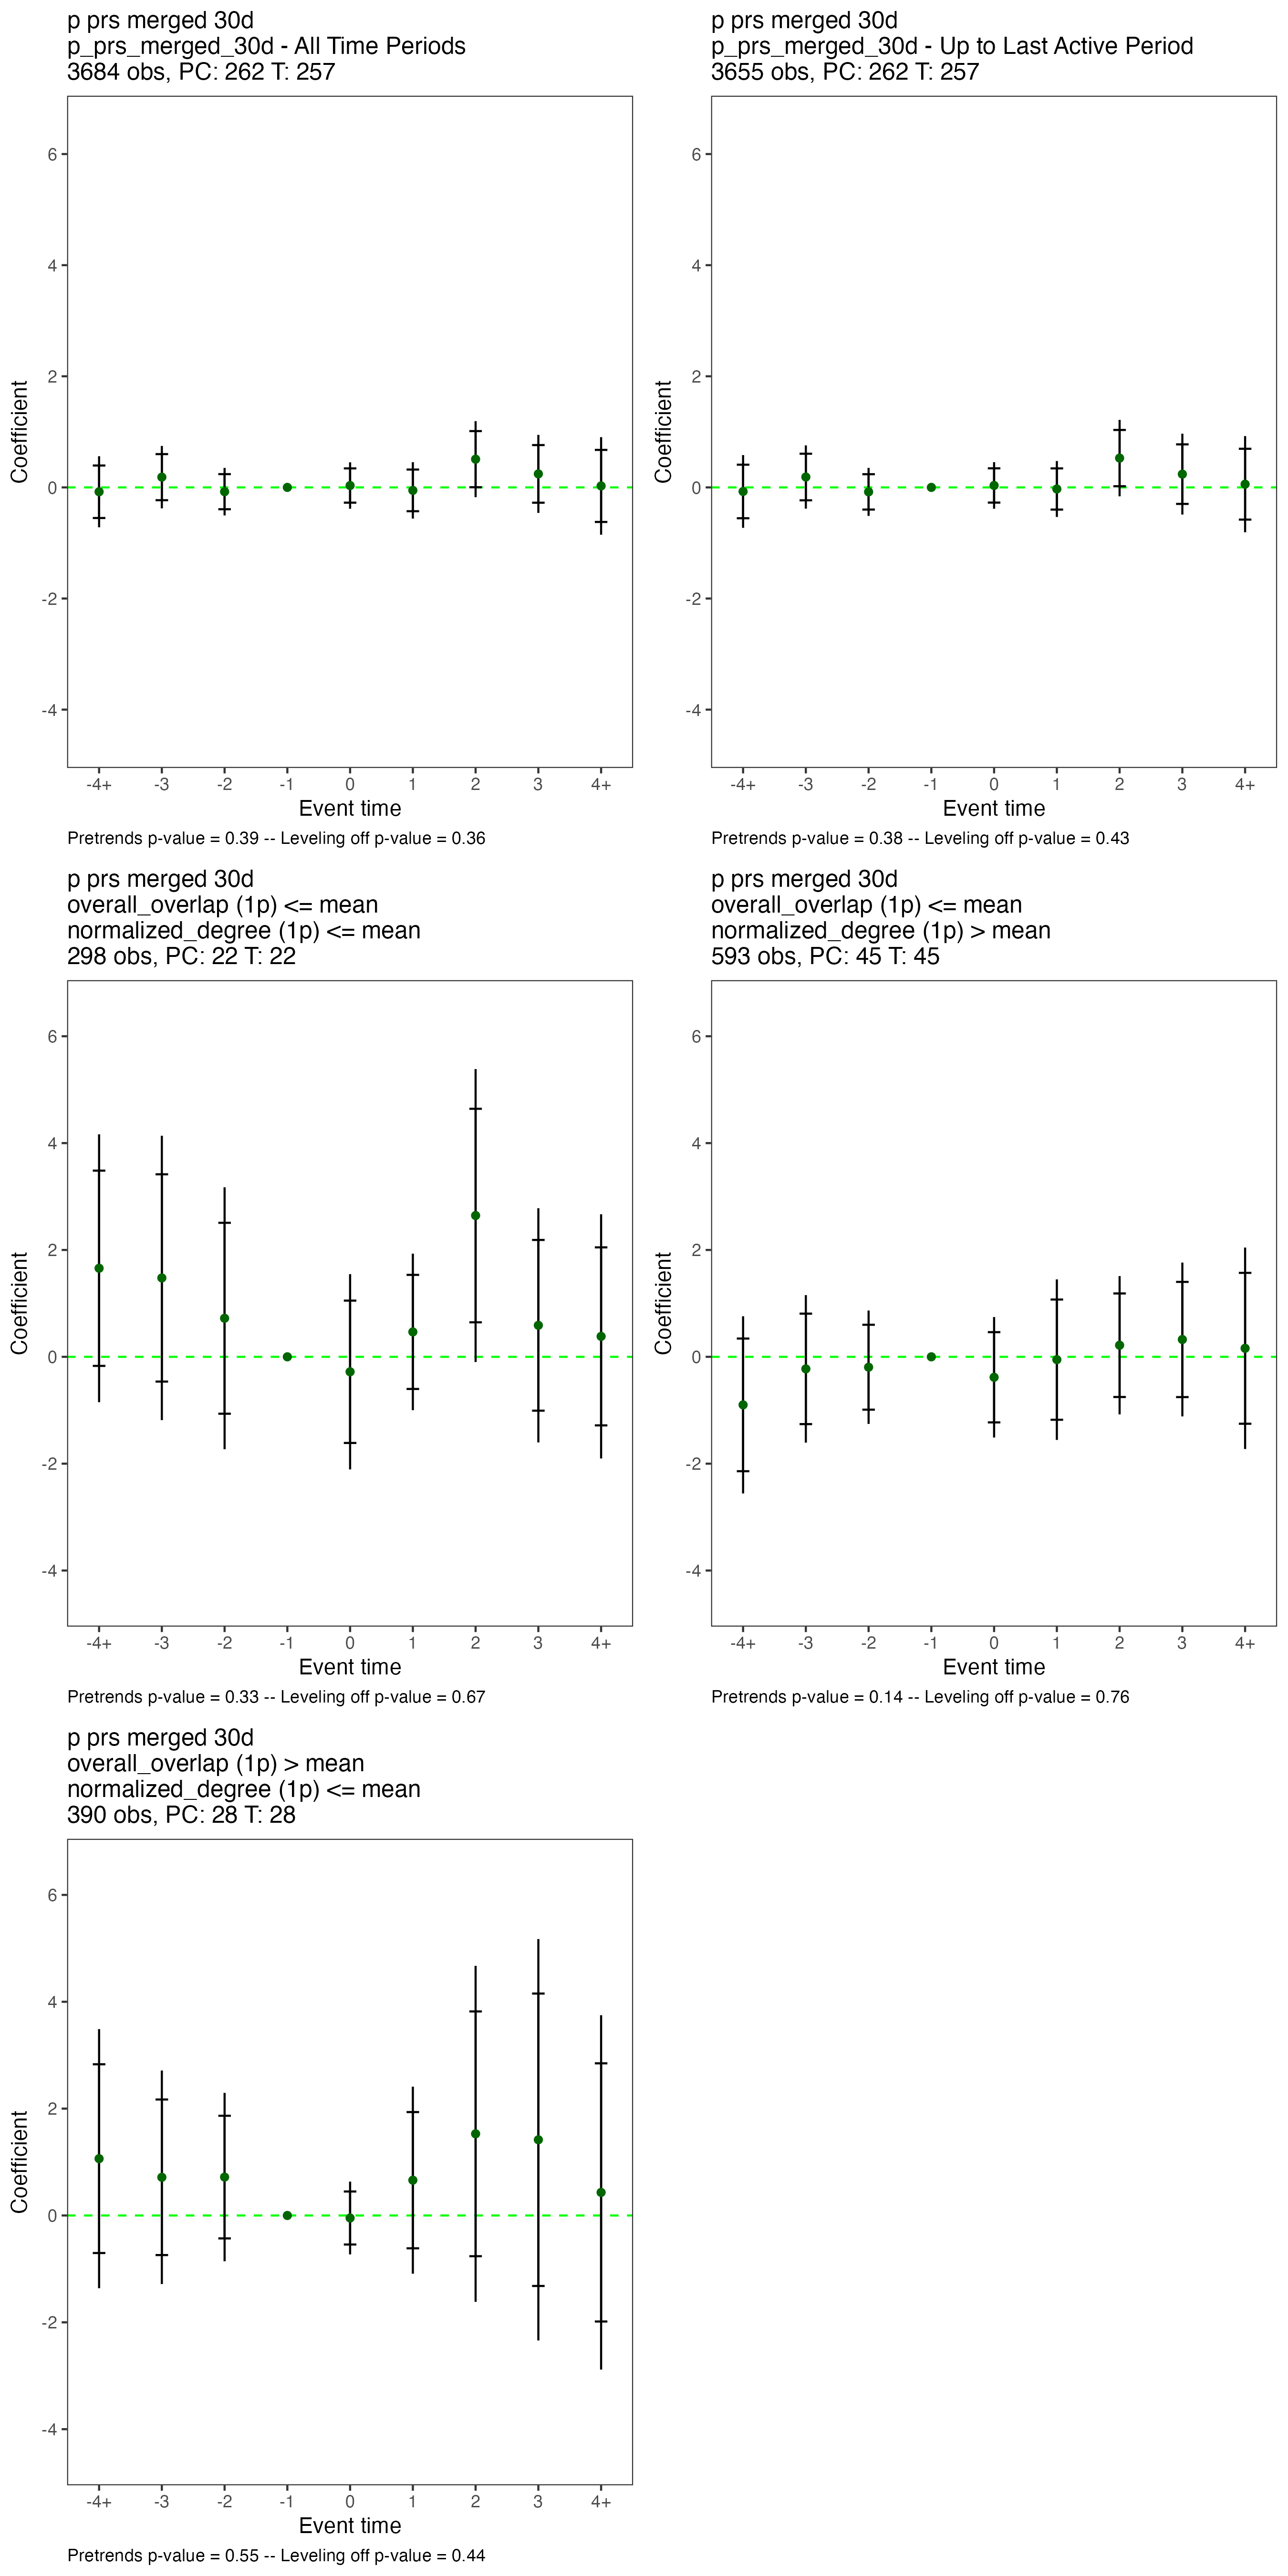 p prs merged 30d
p_prs_merged_30d - All Time Periods
3684 obs, PC: 262 T: 257
6
4
2
0
-2
-4
Coefficient
-4+ -3 -2 -1 0 1 2 3 4+
Event time
Pretrends p-value = 0.39 -- Leveling off p-value = 0.36
p prs merged 30d
p_prs_merged_30d - Up to Last Active Period
3655 obs, PC: 262 T: 257
6
4
2
0
-2
-4
Coefficient
-4+ -3 -2 -1 0 1 2 3 4+
Event time
Pretrends p-value = 0.38 -- Leveling off p-value = 0.43
p prs merged 30d
overall_overlap (1p) <= mean
normalized_degree (1p) <= mean
298 obs, PC: 22 T: 22
6
4
2
0
-2
-4
Coefficient
-4+ -3 -2 -1 0 1 2 3 4+
Event time
Pretrends p-value = 0.33 -- Leveling off p-value = 0.67
p prs merged 30d
overall_overlap (1p) <= mean
normalized_degree (1p) > mean
593 obs, PC: 45 T: 45
6
4
2
0
-2
-4
Coefficient
-4+ -3 -2 -1 0 1 2 3 4+
Event time
Pretrends p-value = 0.14 -- Leveling off p-value = 0.76
p prs merged 30d
overall_overlap (1p) > mean
normalized_degree (1p) <= mean
390 obs, PC: 28 T: 28
6
4
2
0
-2
-4
Coefficient
-4+ -3 -2 -1 0 1 2 3 4+
Event time
Pretrends p-value = 0.55 -- Leveling off p-value = 0.44